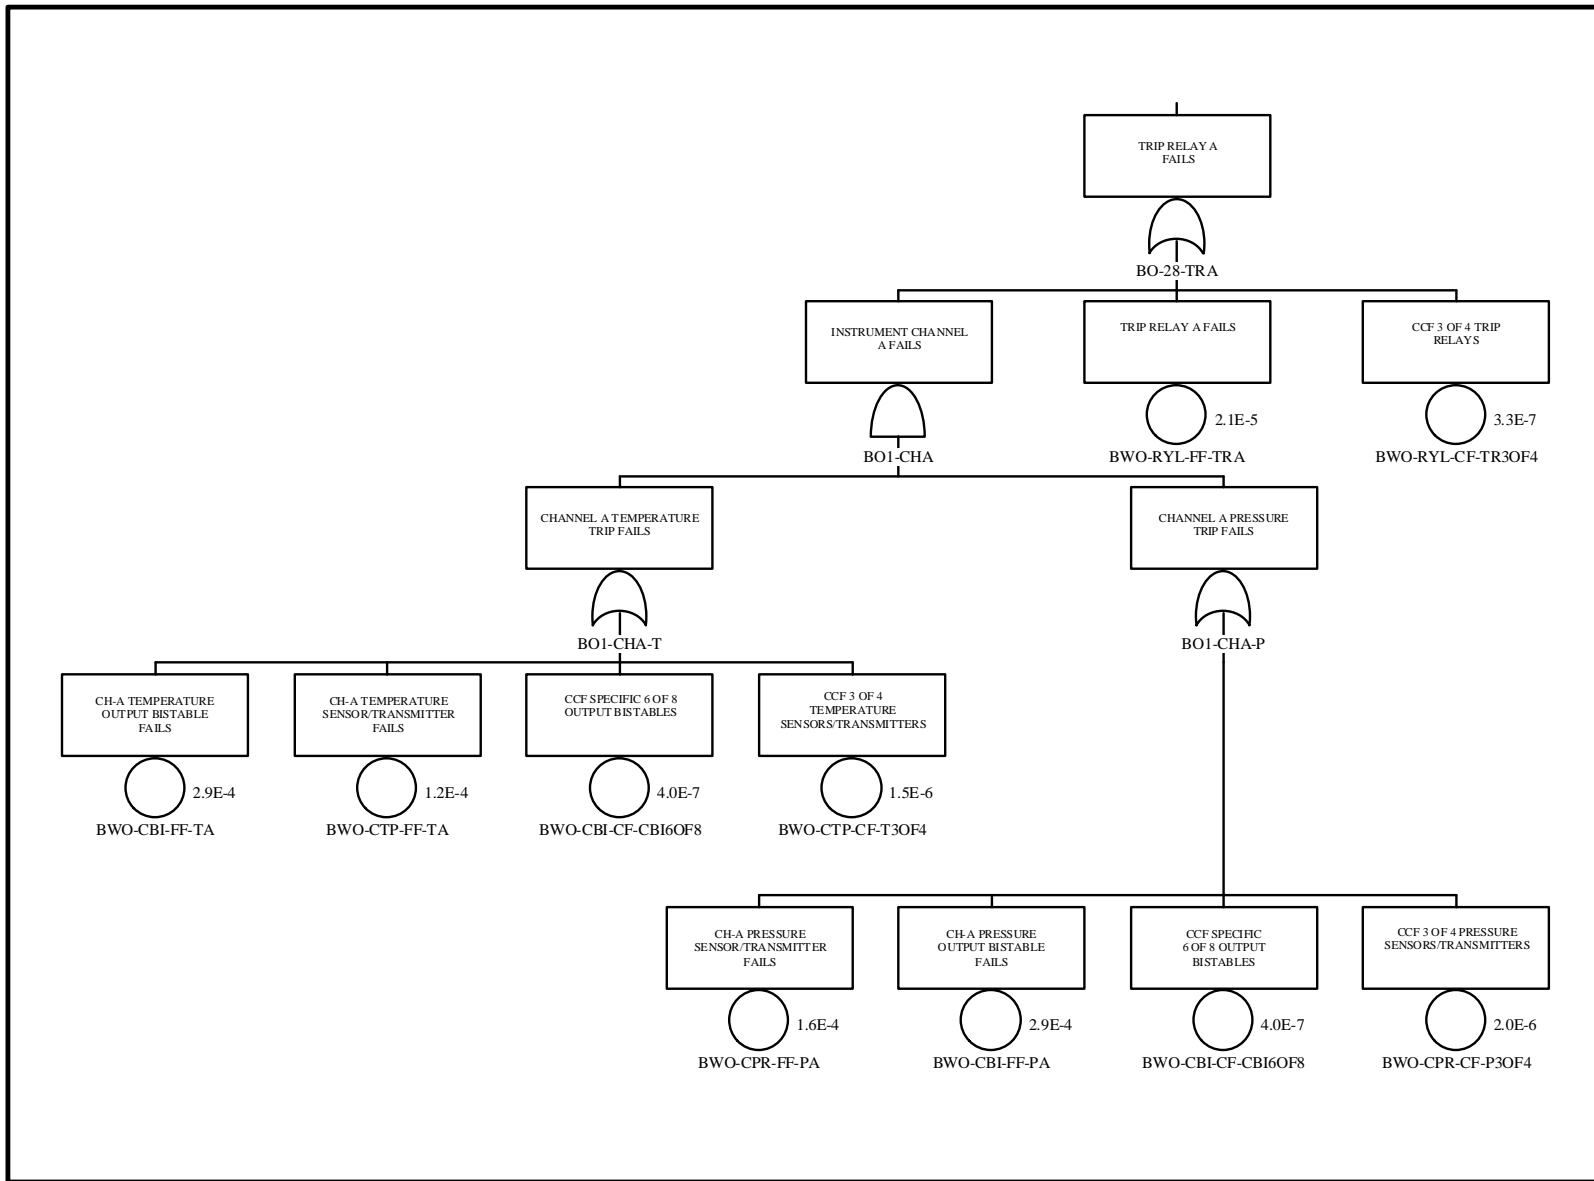 TRIP RELAY A
FAILS
BO-28-TRA
INSTRUMENT CHANNEL
A FAILS
TRIP RELAY A FAILS
CCF 3 OF 4 TRIP
RELAYS
2.1E-5
3.3E-7
BO1-CHA
BWO-RYL-FF-TRA
BWO-RYL-CF-TR3OF4
CHANNEL A TEMPERATURE
TRIP FAILS
CHANNEL A PRESSURE
TRIP FAILS
BO1-CHA-T
BO1-CHA-P
CH-A TEMPERATURE
OUTPUT BISTABLE
FAILS
CH-A TEMPERATURE
SENSOR/TRANSMITTER
FAILS
CCF SPECIFIC 6 OF 8
OUTPUT BISTABLES
CCF 3 OF 4
TEMPERATURE
SENSORS/TRANSMITTERS
2.9E-4
1.2E-4
4.0E-7
1.5E-6
BWO-CBI-FF-TA
BWO-CTP-FF-TA
BWO-CBI-CF-CBI6OF8
BWO-CTP-CF-T3OF4
CH-A PRESSURE
SENSOR/TRANSMITTER
FAILS
CH-A PRESSURE
OUTPUT BISTABLE
FAILS
CCF SPECIFIC
6 OF 8 OUTPUT
BISTABLES
CCF 3 OF 4 PRESSURE
SENSORS/TRANSMITTERS
1.6E-4
2.9E-4
4.0E-7
2.0E-6
BWO-CPR-FF-PA
BWO-CBI-FF-PA
BWO-CBI-CF-CBI6OF8
BWO-CPR-CF-P3OF4